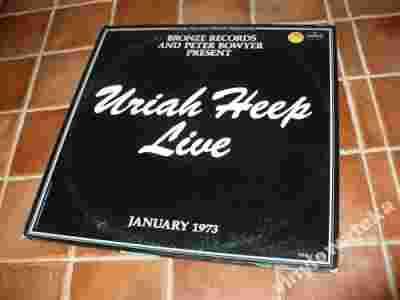 BRONZE RECORDS
AND PETER BOWYER
PRESENT
Uriah Heep
Live
JANUARY 1973